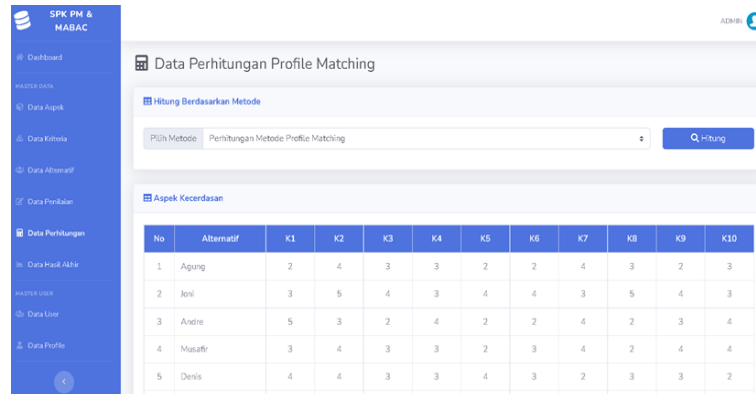 SPK PM &
MABAC
ADMIN
Dashboard
MASTER DATA
Data Aspek
Data Kriteria
Data Alternatif
Data Penilaian
Data Perhitungan
Data Hasil Akhir
MASTER USER
Data User
Data Profile
Data Perhitungan Profile Matching
Hitung Berdasarkan Metode
Pilih Metode Perhitungan Metode Profile Matching Hitung
Aspek Kecerdasan
No Alternatif K1 K2 K3 K4 K5 K6 K7 K8 K9 K10
1 Agung 2 4 3 3 2 2 4 3 2 3
2 Joni 3 5 4 3 4 4 3 5 4 3
3 Andre 5 3 2 4 2 2 4 2 3 4
4 Musafir 3 4 3 3 2 3 4 2 4 4
5 Denis 4 4 3 3 4 3 2 3 3 2